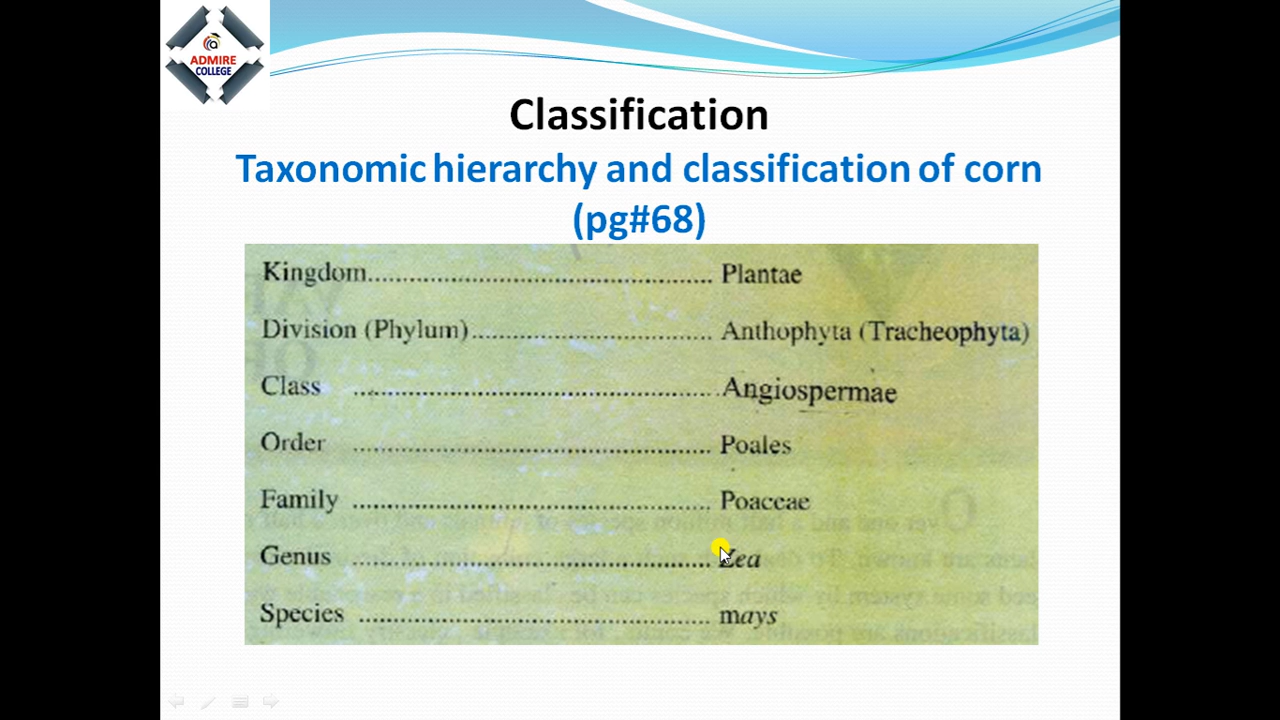 ADMIRE
COLLEGE
Classification
Taxonomic hierarchy and classification of corn
(pg#68)
Kingdom.................................................... Plantae
Division (Phylum).................................... Anthophyta (Tracheophyta)
Class ...................................................... Angiospermae
Order ...................................................... Poales
Family ...................................................... Poaceae
Genus ...................................................... Zea
Species ..................................................... mays